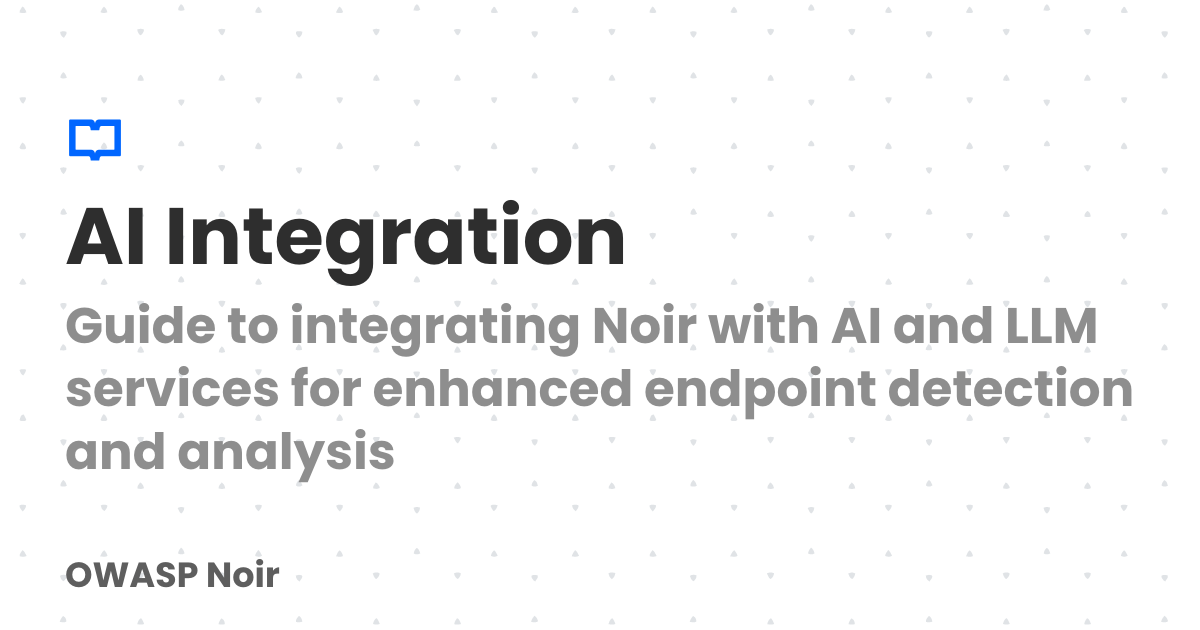 AI Integration
Guide to integrating Noir with AI and LLM
services for enhanced endpoint detection
and analysis
OWASP Noir